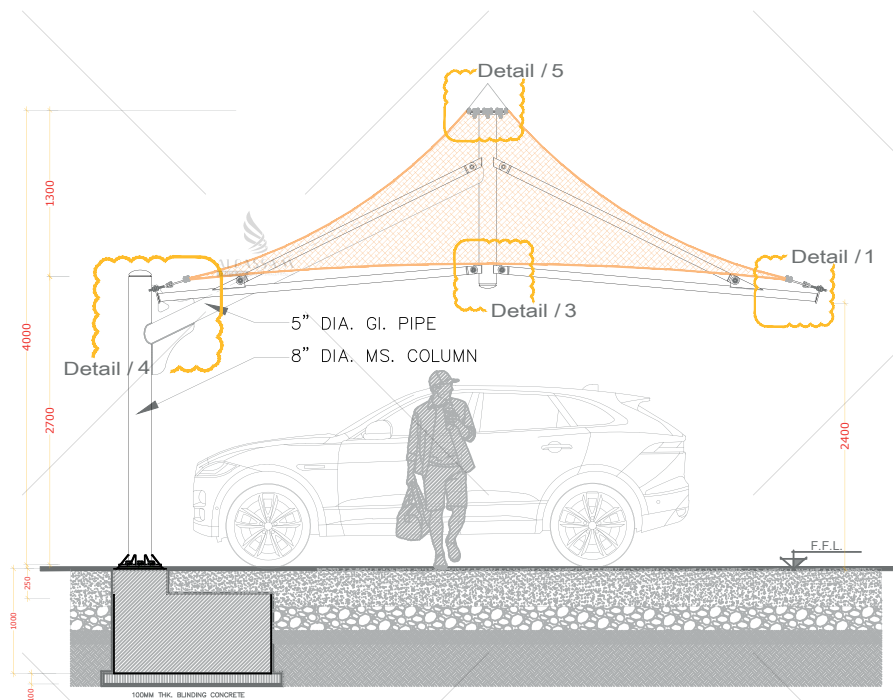 Detail / 5
1300
Detail / 1
Detail / 3
5” DIA. GI. PIPE
4000
8” DIA. MS. COLUMN
Detail / 4
2700
2400
F.F.L.
250
1000
100MM THK. BLINDING CONCRETE